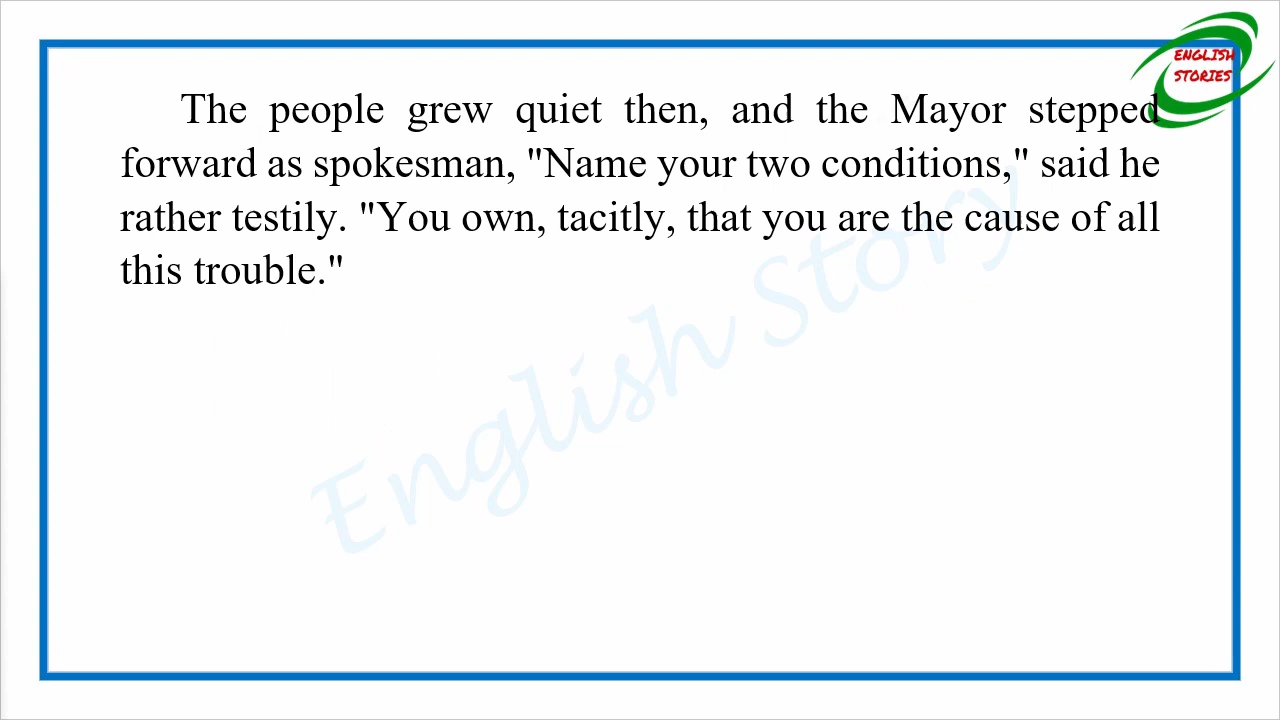 ENGLISH
STORIES
The people grew quiet then, and the Mayor stepped
forward as spokesman, "Name your two conditions," said he
rather testily. "You own, tacitly, that you are the cause of all
this trouble."
English Story